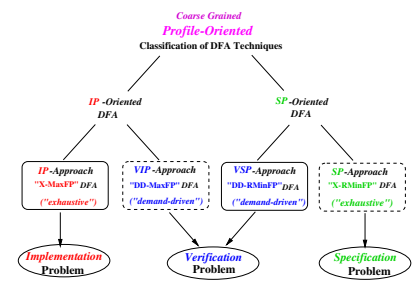 Coarse Grained
Profile-Oriented
Classification of DFA Techniques
IP -Oriented
DFA
SP-Oriented
DFA
IP-Approach
"X-MaxFP" DFA
("exhaustive")
VIP-Approach
"DD-MaxFP" DFA
("demand-driven")
VSP-Approach
"DD-RMinFP" DFA
("demand-driven")
SP-Approach
"X-RMinFP" DFA
("exhaustive")
Implementation
Problem
Verification
Problem
Specification
Problem